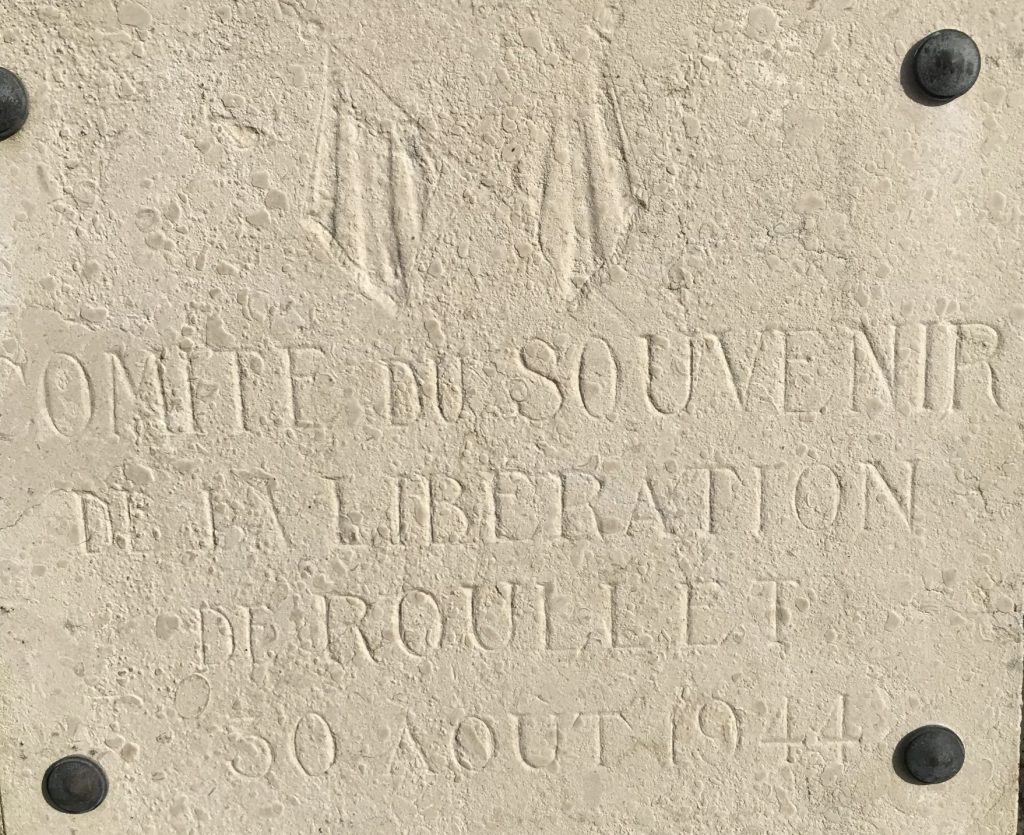 COMITE DU SOUVENIR
DE LA LIBERATION
DE ROULLET
30 AOUT 1944